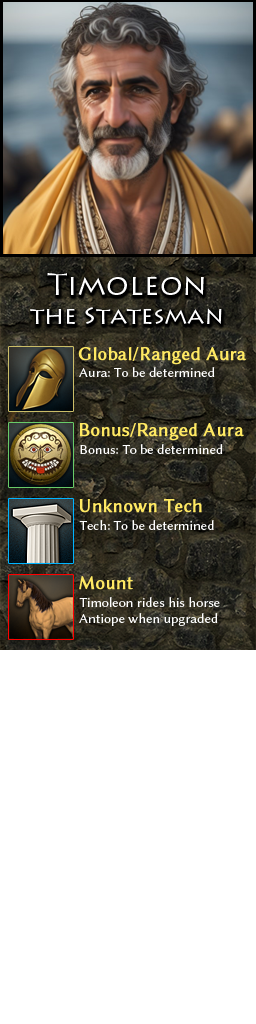 Timoleon
the Statesman
Global/Ranged Aura
Aura: To be determined
Bonus/Ranged Aura
Bonus: To be determined
Unknown Tech
Tech: To be determined
Mount
Timoleon rides his horse
Antiope when upgraded